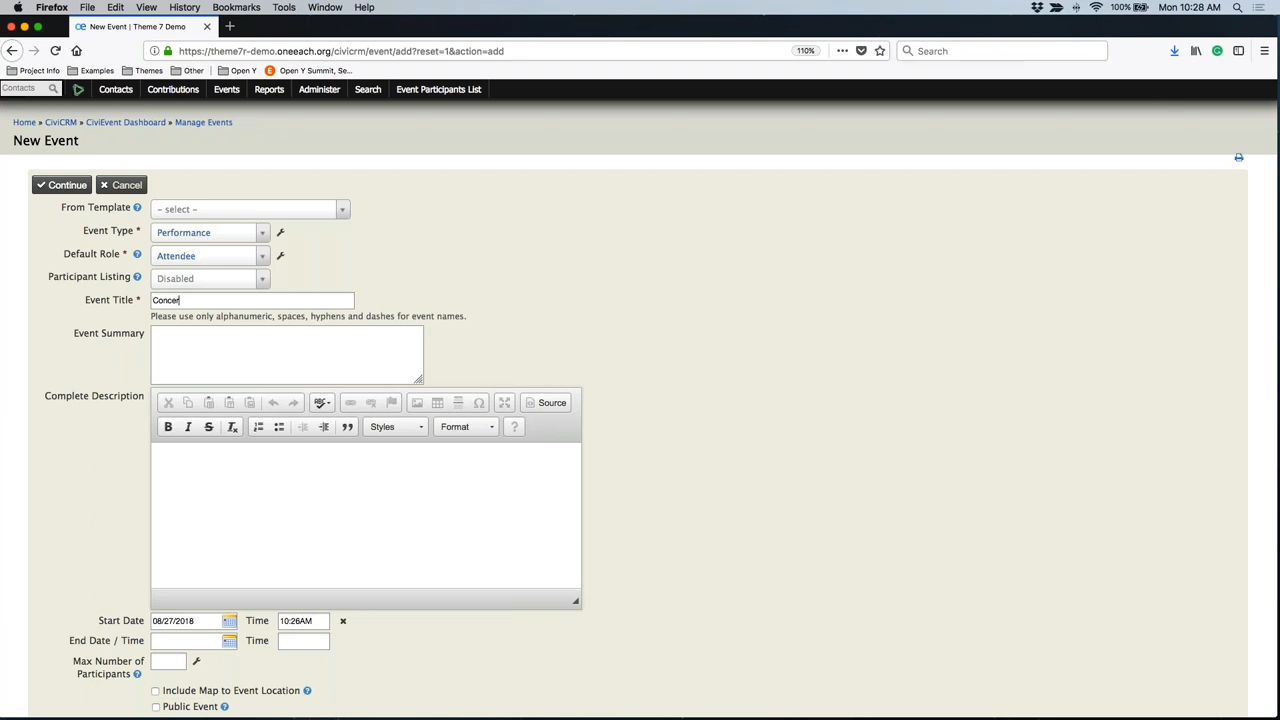 Firefox File Edit View History Bookmarks Tools Window Help 100% Mon 10:28 AM
New Event | Theme 7 Demo
https://theme7r-demo.oneeach.org/civicrm/event/add?reset=1&action=add 110% Search
Project Info Examples Themes Other Open Y Open Y Summit, Se...
Contacts Contacts Contributions Events Reports Administer Search Event Participants List
Home » CiviCRM » CiviEvent Dashboard » Manage Events
New Event
Continue Cancel
From Template ? – select –
Event Type * Performance
Default Role * ? Attendee
Participant Listing ? Disabled
Event Title * Concer
Please use only alphanumeric, spaces, hyphens and dashes for event names.
Event Summary
Complete Description
ABC Ω Source
B I S Tx Styles Format ?
Start Date 08/27/2018 Time 10:26AM
End Date / Time Time
Max Number of
Participants ?
Include Map to Event Location ?
Public Event ?